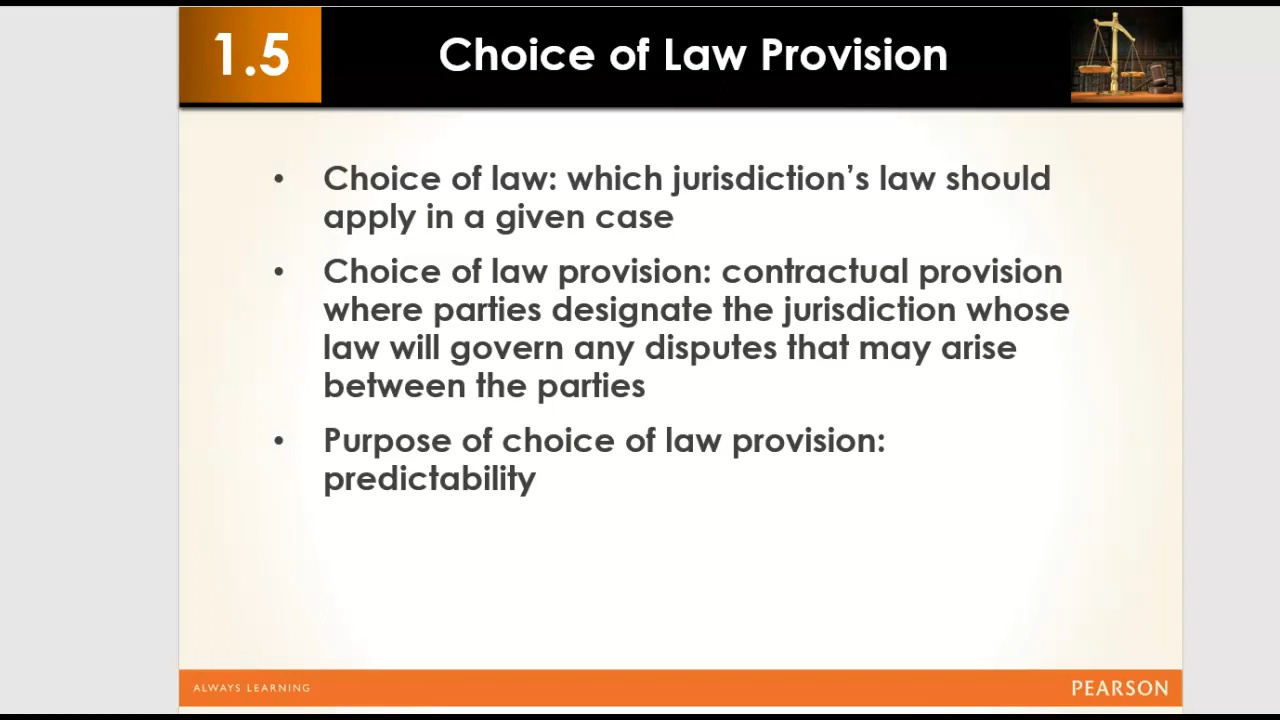 1.5
Choice of Law Provision
• Choice of law: which jurisdiction’s law should
apply in a given case
• Choice of law provision: contractual provision
where parties designate the jurisdiction whose
law will govern any disputes that may arise
between the parties
• Purpose of choice of law provision:
predictability
ALWAYS LEARNING
PEARSON